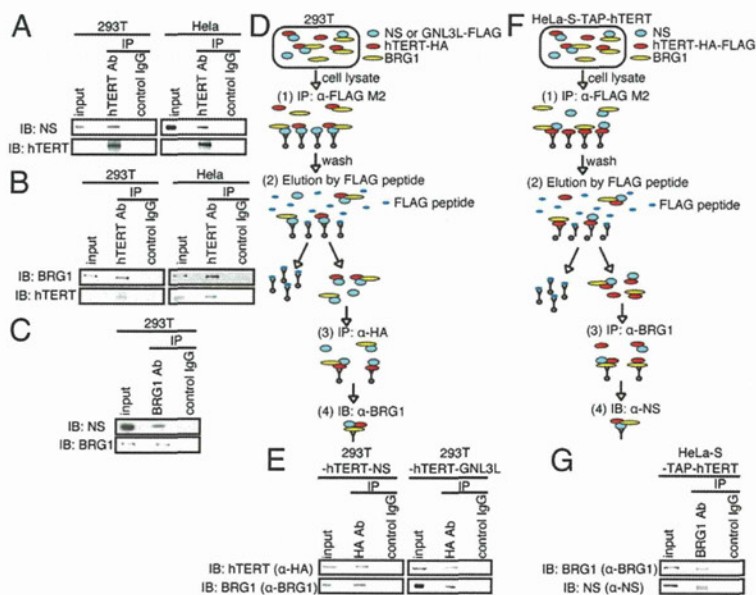 A
293T
Hela
IP
IP
input
hTERT Ab
control IgG
input
hTERT Ab
control IgG
IB: NS
IB: hTERT
B
293T
Hela
IP
IP
input
hTERT Ab
control IgG
input
hTERT Ab
control IgG
IB: BRG1
IB: hTERT
C
293T
IP
input
BRG1 Ab
control IgG
IB: NS
IB: BRG1
D
293T
NS or GNL3L-FLAG
hTERT-HA
BRG1
cell lysate
(1) IP: α-FLAG M2
wash
(2) Elution by FLAG peptide
FLAG peptide
(3) IP: α-HA
(4) IB: α-BRG1
E
293T
-hTERT-NS
293T
-hTERT-GNL3L
IP
IP
input
HA Ab
control IgG
input
HA Ab
control IgG
IB: hTERT (α-HA)
IB: BRG1 (α-BRG1)
F
HeLa-S-TAP-hTERT
NS
hTERT-HA-FLAG
BRG1
cell lysate
(1) IP: α-FLAG M2
wash
(2) Elution by FLAG peptide
FLAG peptide
(3) IP: α-BRG1
(4) IB: α-NS
G
HeLa-S
-TAP-hTERT
IP
input
BRG1 Ab
control IgG
IB: BRG1 (α-BRG1)
IB: NS (α-NS)